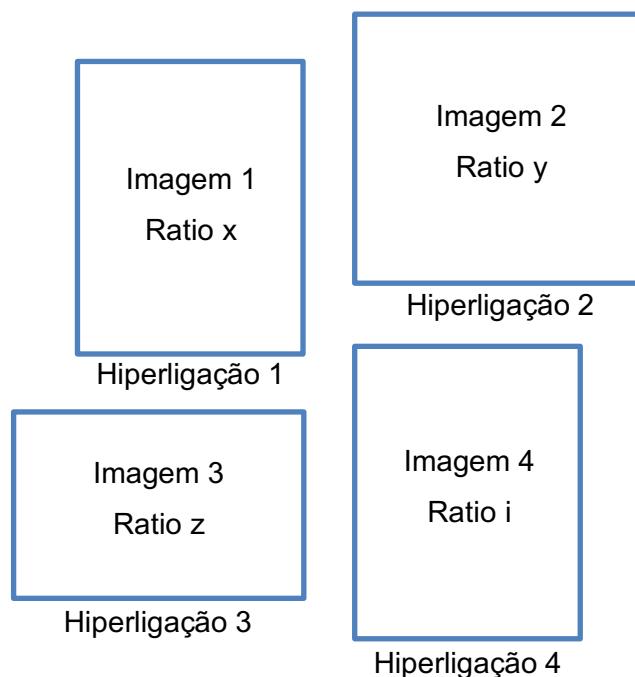 Imagem 1
Ratio x
Hiperligação 1
Imagem 2
Ratio y
Hiperligação 2
Imagem 3
Ratio z
Hiperligação 3
Imagem 4
Ratio i
Hiperligação 4